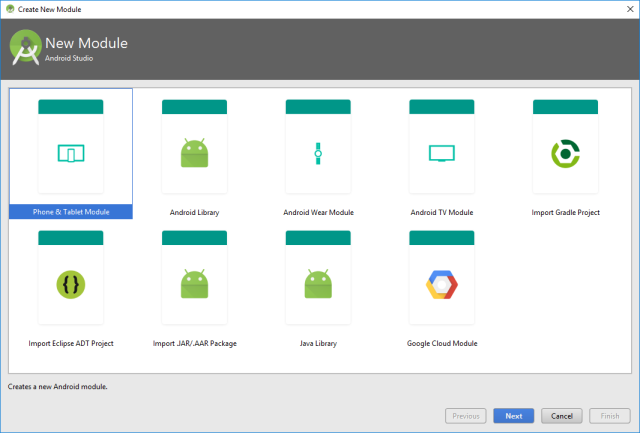 Create New Module
New Module
Android Studio
Phone & Tablet Module
Android Library
Android Wear Module
Android TV Module
Import Gradle Project
{}
Import Eclipse ADT Project
Import .JAR/.AAR Package
Java Library
Google Cloud Module
Creates a new Android module.
Previous
Next
Cancel
Finish